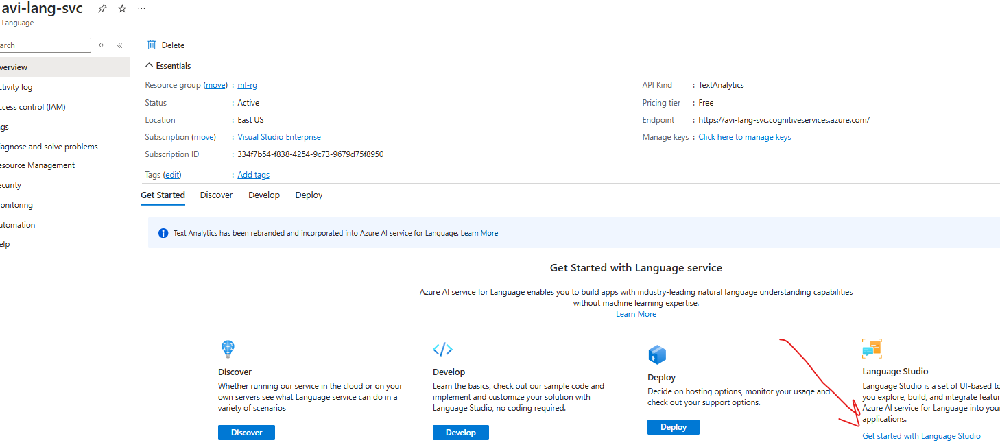 avi-lang-svc
Language
arch
Delete
verview
Essentials
ctivity log
Resource group (move) : ml-rg
API Kind : TextAnalytics
Status : Active
Pricing tier : Free
ccess control (IAM)
Location : East US
Endpoint : https://avi-lang-svc.cognitiveservices.azure.com/
gs
Subscription (move) : Visual Studio Enterprise
Manage keys : Click here to manage keys
iagnose and solve problems
Subscription ID : 334f7b54-f838-4254-9c73-9679d75f8950
esource Management
Tags (edit) : Add tags
ecurity
Get Started Discover Develop Deploy
onitoring
utomation
Text Analytics has been rebranded and incorporated into Azure AI service for Language. Learn More
elp
Get Started with Language service
Azure AI service for Language enables you to build apps with industry-leading natural language understanding capabilities
without machine learning expertise.
Learn More
Discover
Whether running our service in the cloud or on your
own servers see what Language service can do in a
variety of scenarios
Discover
Develop
Learn the basics, check out our sample code and
implement and customize your solution with
Language Studio, no coding required.
Develop
Deploy
Decide on hosting options, monitor your usage and
check out your support options.
Deploy
Language Studio
Language Studio is a set of UI-based to
you explore, build, and integrate featur
Azure AI service for Language into your
applications.
Get started with Language Studio